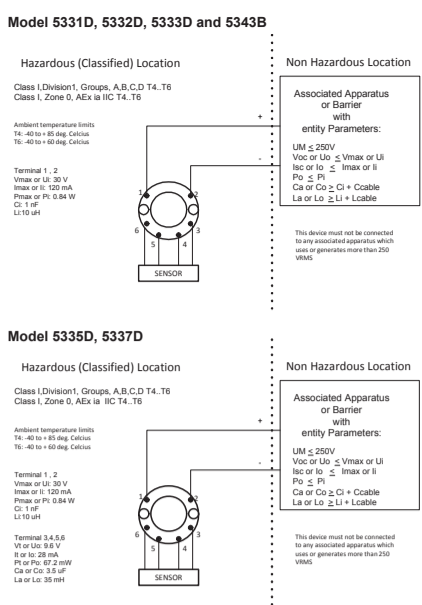 Model 5331D, 5332D, 5333D and 5343B
Hazardous (Classified) Location
Non Hazardous Location
Class I,Division1, Groups, A,B,C,D T4..T6
Class I, Zone 0, AEx ia IIC T4..T6
Ambient temperature limits
T4: -40 to + 85 deg. Celcius
T6: -40 to + 60 deg. Celcius
Terminal 1 , 2
Vmax or Ui: 30 V
Imax or Ii: 120 mA
Pmax or Pi: 0.84 W
Ci: 1 nF
Li:10 uH
+
-
1
2
6
3
5
4
SENSOR
Associated Apparatus
or Barrier
with
entity Parameters:
UM ≤ 250V
Voc or Uo ≤ Vmax or Ui
Isc or Io ≤ Imax or Ii
Po ≤ Pi
Ca or Co ≥ Ci + Ccable
La or Lo ≥ Li + Lcable
This device must not be connected
to any associated apparatus which
uses or generates more than 250
VRMS
Model 5335D, 5337D
Hazardous (Classified) Location
Non Hazardous Location
Class I,Division1, Groups, A,B,C,D T4..T6
Class I, Zone 0, AEx ia IIC T4..T6
Ambient temperature limits
T4: -40 to + 85 deg. Celcius
T6: -40 to + 60 deg. Celcius
Terminal 1 , 2
Vmax or Ui: 30 V
Imax or Ii: 120 mA
Pmax or Pi: 0.84 W
Ci: 1 nF
Li:10 uH
Terminal 3,4,5,6
Vt or Uo: 9.6 V
It or Io: 28 mA
Pt or Po: 67.2 mW
Ca or Co: 3.5 uF
La or Lo: 35 mH
+
-
1
2
6
3
5
4
SENSOR
Associated Apparatus
or Barrier
with
entity Parameters:
UM ≤ 250V
Voc or Uo ≤ Vmax or Ui
Isc or Io ≤ Imax or Ii
Po ≤ Pi
Ca or Co ≥ Ci + Ccable
La or Lo ≥ Li + Lcable
This device must not be connected
to any associated apparatus which
uses or generates more than 250
VRMS